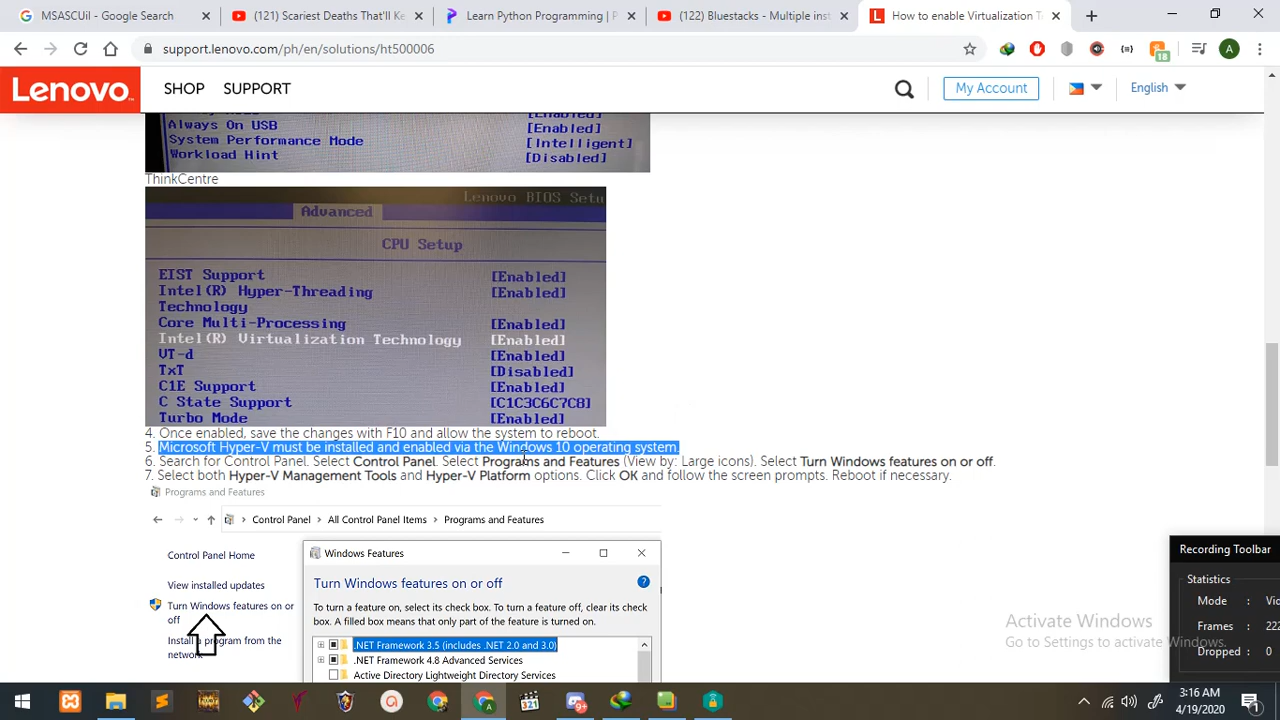 MSASCUil - Google Search
(121) Scariest Deaths That'll Ke
Learn Python Programming | P
(122) Bluestacks - Multiple inst
How to enable Virtualization Te
support.lenovo.com/ph/en/solutions/ht500006
18
A
Lenovo
SHOP
SUPPORT
My Account
English
Always On USB [Enabled]
System Performance Mode [Intelligent]
Workload Hint [Disabled]
ThinkCentre
Lenovo BIOS Setu
Advanced
CPU Setup
EIST Support [Enabled]
Intel(R) Hyper-Threading [Enabled]
Technology
Core Multi-Processing [Enabled]
Intel(R) Virtualization Technology [Enabled]
VT-d [Enabled]
TxT [Disabled]
C1E Support [Enabled]
C State Support [C1C3C6C7C8]
Turbo Mode [Enabled]
4. Once enabled, save the changes with F10 and allow the system to reboot.
5. Microsoft Hyper-V must be installed and enabled via the Windows 10 operating system.
6. Search for Control Panel. Select Control Panel. Select Programs and Features (View by: Large icons). Select Turn Windows features on or off.
7. Select both Hyper-V Management Tools and Hyper-V Platform options. Click OK and follow the screen prompts. Reboot if necessary.
Programs and Features
Control Panel > All Control Panel Items > Programs and Features
Control Panel Home
View installed updates
Turn Windows features on or
off
Install a program from the
network
Windows Features
Turn Windows features on or off
To turn a feature on, select its check box. To turn a feature off, clear its check
box. A filled box means that only part of the feature is turned on.
.NET Framework 3.5 (includes .NET 2.0 and 3.0)
.NET Framework 4.8 Advanced Services
Active Directory Lightweight Directory Services
Recording Toolbar
Statistics
Mode : Vid
Frames : 222
Dropped : 0
Activate Windows
Go to Settings to activate Windows.
3:16 AM
4/19/2020